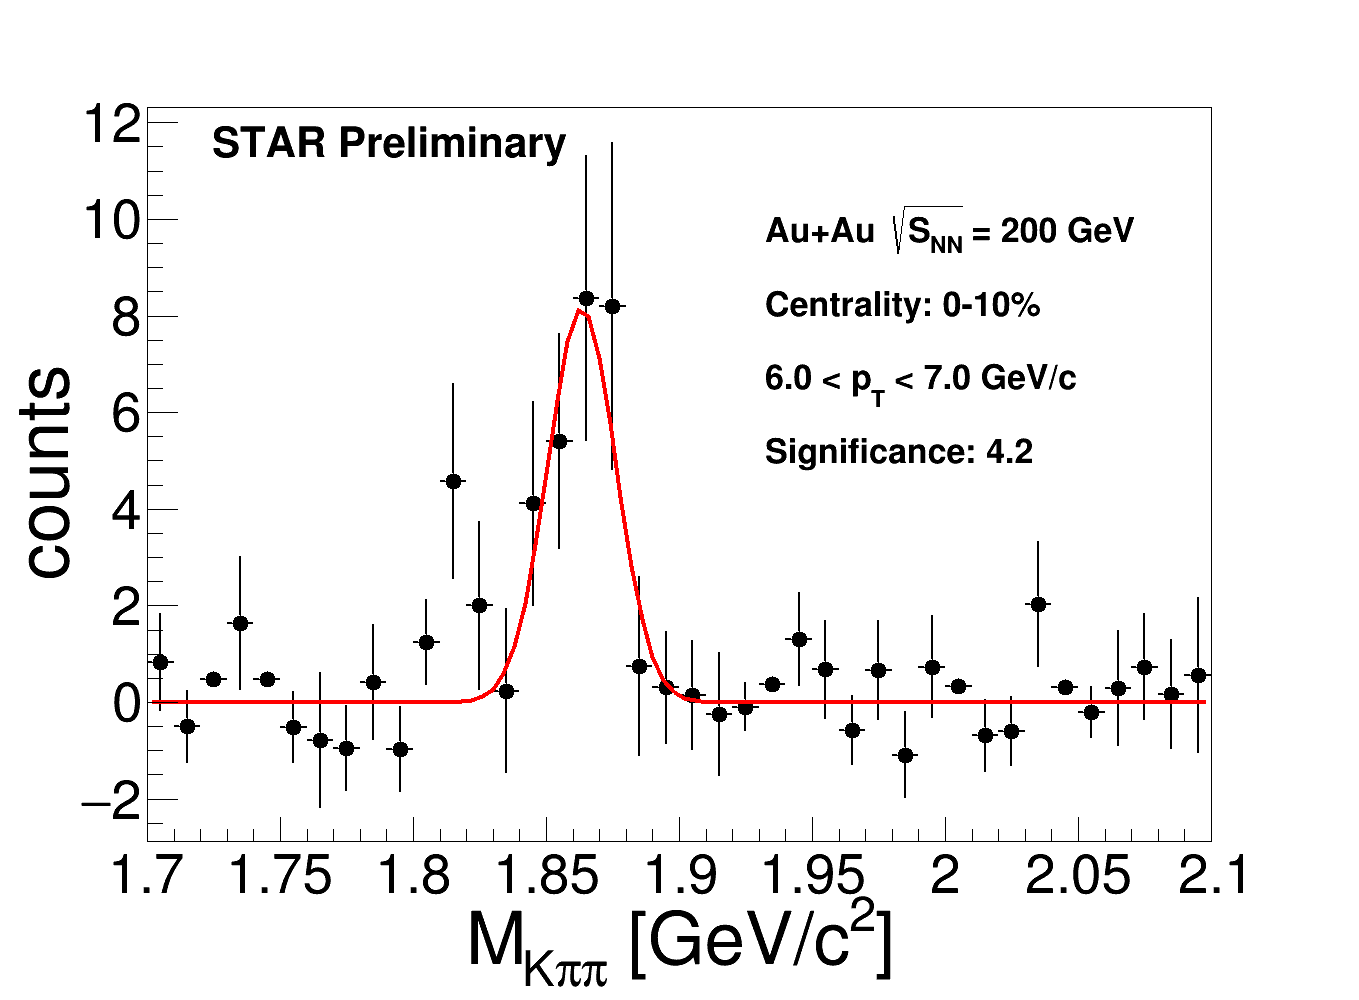 STAR Preliminary
Au+Au √S_NN = 200 GeV
Centrality: 0-10%
6.0 < p_T < 7.0 GeV/c
Significance: 4.2
counts
12
10
8
6
4
2
0
−2
1.7 1.75 1.8 1.85 1.9 1.95 2 2.05 2.1
M_Kππ [GeV/c²]